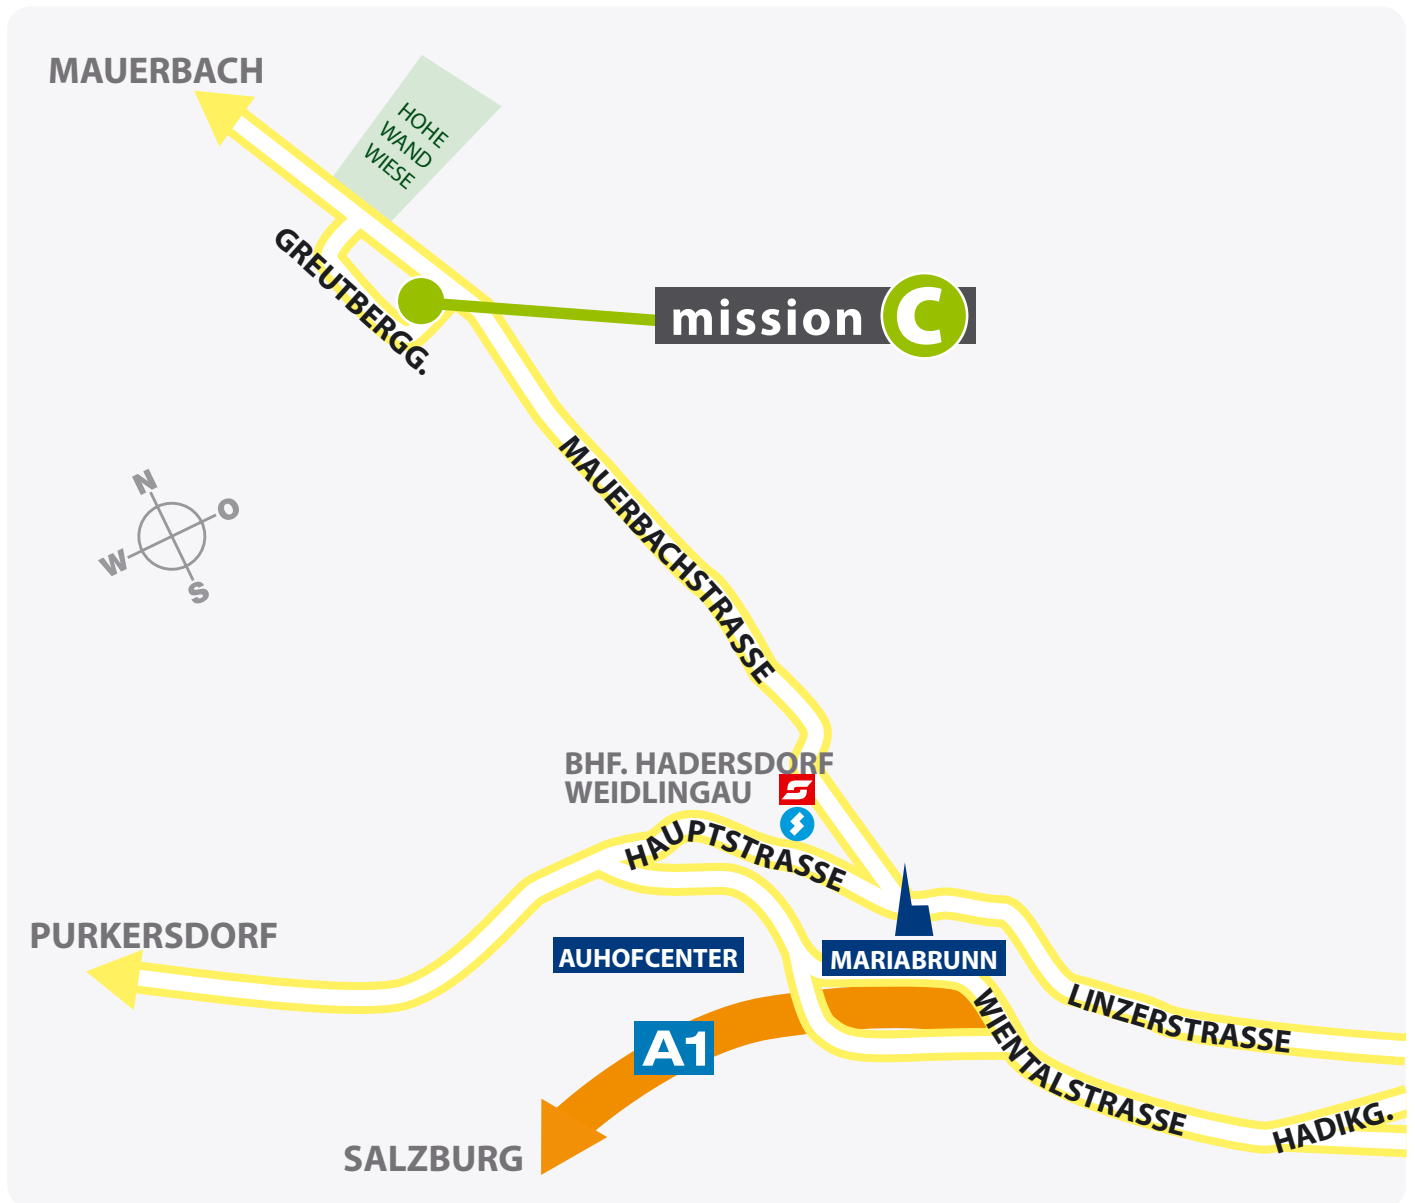 MAUERBACH
HOHE
WAND
WIESE
GREUTBERGG.
mission C
MAUERBACHSTRASSE
N
O
W
S
BHF. HADERSDORF
WEIDLINGAU
S
HAUPTSTRASSE
PURKERSDORF
AUHOFCENTER
MARIABRUNN
LINZERSTRASSE
WIENTALSTRASSE
A1
HADIKG.
SALZBURG